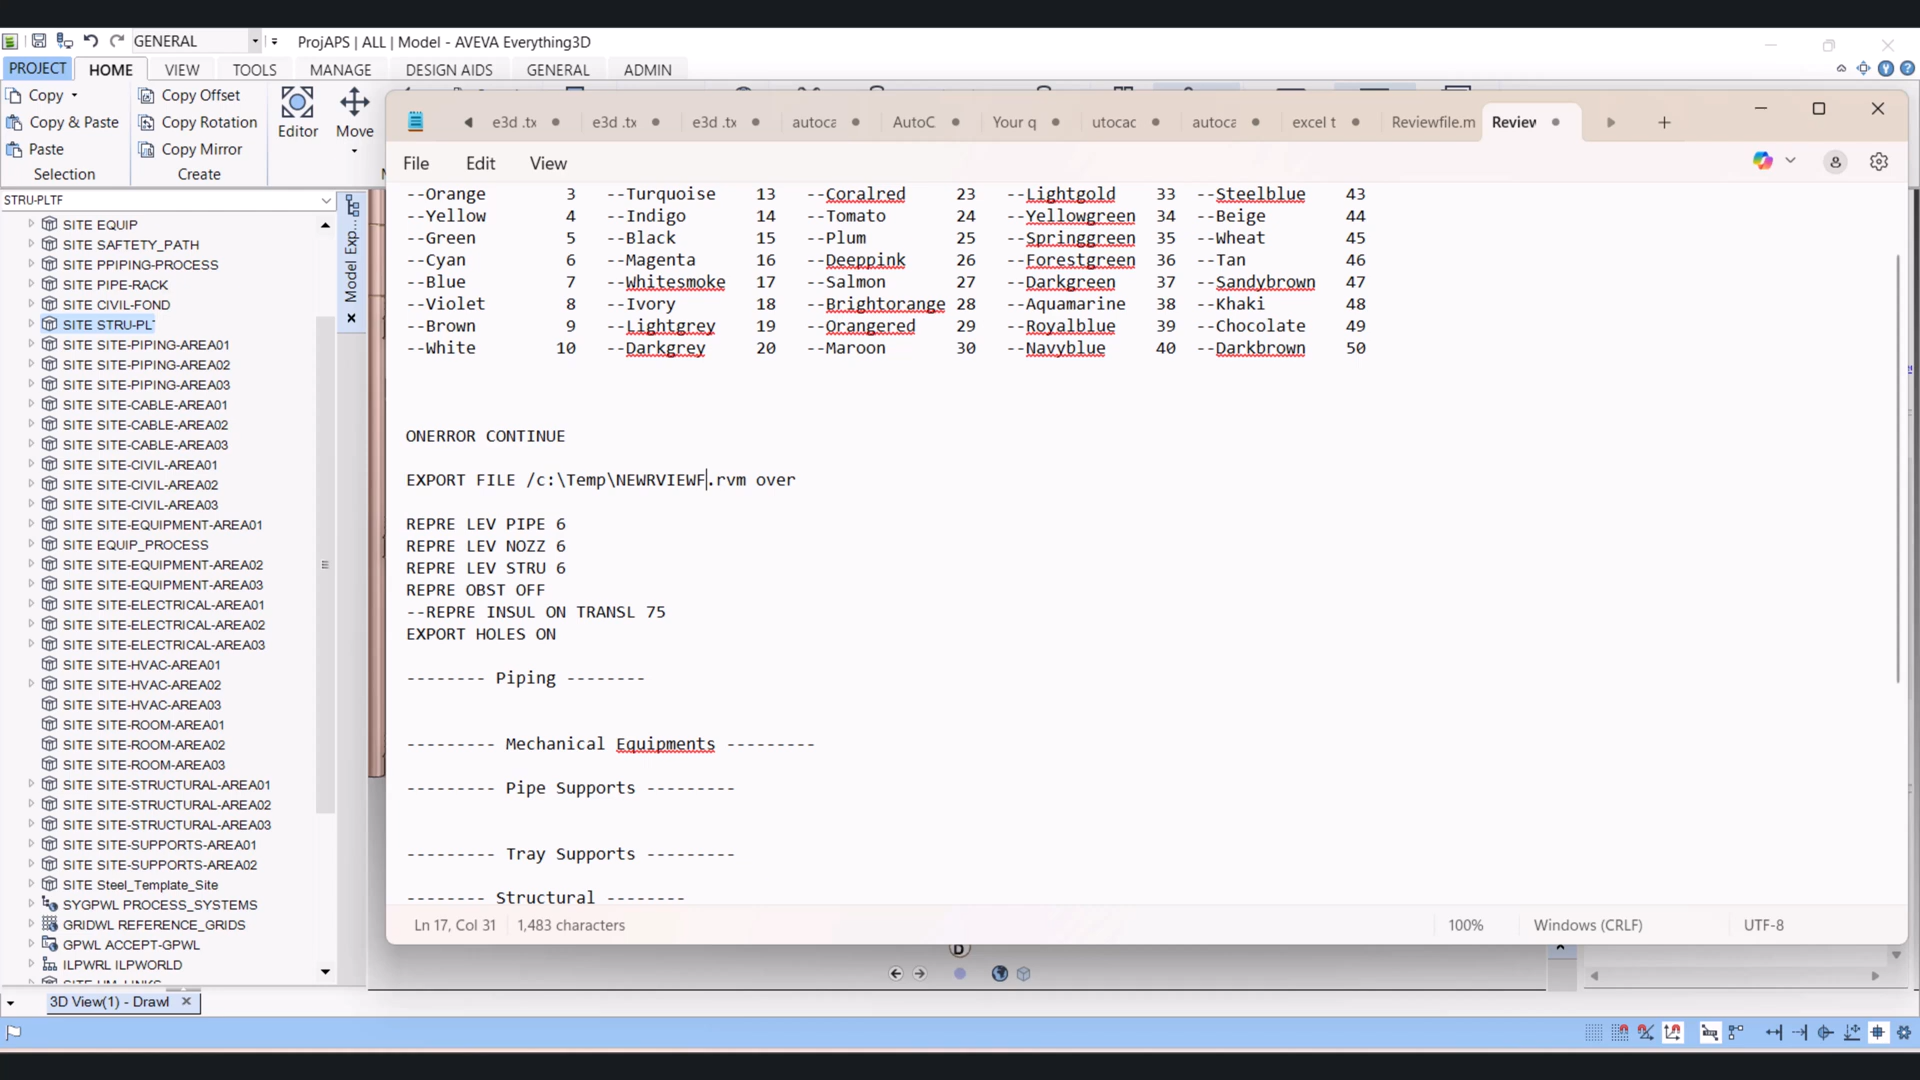 GENERAL
ProjAPS | ALL | Model - AVEVA Everything3D
PROJECT HOME VIEW TOOLS MANAGE DESIGN AIDS GENERAL ADMIN
Copy
Copy & Paste
Paste
Selection
Copy Offset
Copy Rotation
Copy Mirror
Create
Editor
Move
STRU-PLTF
SITE EQUIP
SITE SAFTETY_PATH
SITE PPIPING-PROCESS
SITE PIPE-RACK
SITE CIVIL-FOND
SITE STRU-PL
SITE SITE-PIPING-AREA01
SITE SITE-PIPING-AREA02
SITE SITE-PIPING-AREA03
SITE SITE-CABLE-AREA01
SITE SITE-CABLE-AREA02
SITE SITE-CABLE-AREA03
SITE SITE-CIVIL-AREA01
SITE SITE-CIVIL-AREA02
SITE SITE-CIVIL-AREA03
SITE SITE-EQUIPMENT-AREA01
SITE EQUIP_PROCESS
SITE SITE-EQUIPMENT-AREA02
SITE SITE-EQUIPMENT-AREA03
SITE SITE-ELECTRICAL-AREA01
SITE SITE-ELECTRICAL-AREA02
SITE SITE-ELECTRICAL-AREA03
SITE SITE-HVAC-AREA01
SITE SITE-HVAC-AREA02
SITE SITE-HVAC-AREA03
SITE SITE-ROOM-AREA01
SITE SITE-ROOM-AREA02
SITE SITE-ROOM-AREA03
SITE SITE-STRUCTURAL-AREA01
SITE SITE-STRUCTURAL-AREA02
SITE SITE-STRUCTURAL-AREA03
SITE SITE-SUPPORTS-AREA01
SITE SITE-SUPPORTS-AREA02
SITE Steel_Template_Site
SYGPWL PROCESS_SYSTEMS
GRIDWL REFERENCE_GRIDS
GPWL ACCEPT-GPWL
ILPWRL ILPWORLD
Model Exp...
3D View(1) - Drawl
e3d .tx e3d .tx e3d .tx autoca AutoC Your q utocac autoca excel t Reviewfile.m Review
File Edit View
--Orange 3 --Turquoise 13 --Coralred 23 --Lightgold 33 --Steelblue 43
--Yellow 4 --Indigo 14 --Tomato 24 --Yellowgreen 34 --Beige 44
--Green 5 --Black 15 --Plum 25 --Springgreen 35 --Wheat 45
--Cyan 6 --Magenta 16 --Deeppink 26 --Forestgreen 36 --Tan 46
--Blue 7 --Whitesmoke 17 --Salmon 27 --Darkgreen 37 --Sandybrown 47
--Violet 8 --Ivory 18 --Brightorange 28 --Aquamarine 38 --Khaki 48
--Brown 9 --Lightgrey 19 --Orangered 29 --Royalblue 39 --Chocolate 49
--White 10 --Darkgrey 20 --Maroon 30 --Navyblue 40 --Darkbrown 50
ONERROR CONTINUE
EXPORT FILE /c:\Temp\NEWRVIEWF.rvm over
REPRE LEV PIPE 6
REPRE LEV NOZZ 6
REPRE LEV STRU 6
REPRE OBST OFF
--REPRE INSUL ON TRANSL 75
EXPORT HOLES ON
-------- Piping --------
--------- Mechanical Equipments ---------
--------- Pipe Supports ---------
--------- Tray Supports ---------
-------- Structural --------
Ln 17, Col 31 1,483 characters 100% Windows (CRLF) UTF-8